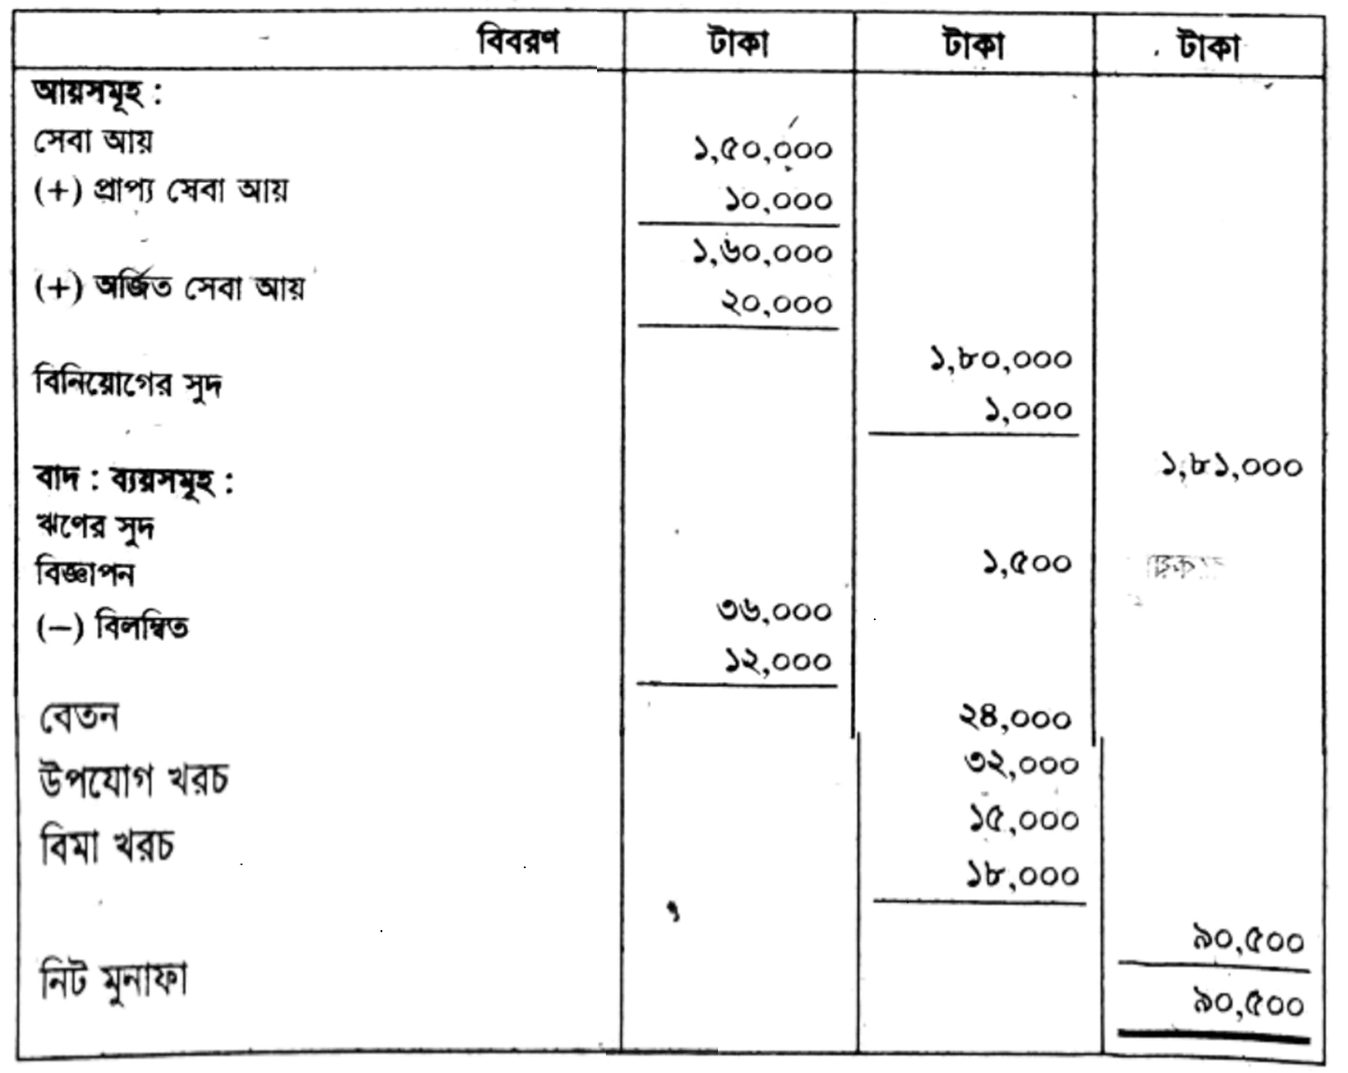 বিবরণ টাকা টাকা টাকা
আয়সমূহ :
সেবা আয় ১,৫০,০০০
(+) প্রাপ্য সেবা আয় ১০,০০০
১,৬০,০০০
(+) অর্জিত সেবা আয় ২০,০০০
১,৮০,০০০
বিনিয়োগের সুদ ১,০০০
১,৮১,০০০
বাদ : ব্যয়সমূহ :
ঋণের সুদ ১,৫০০
বিজ্ঞাপন ৩৬,০০০
(–) বিলম্বিত ১২,০০০
২৪,০০০
বেতন ৩২,০০০
উপযোগ খরচ ১৫,০০০
বিমা খরচ ১৮,০০০
৯০,৫০০
নিট মুনাফা ৯০,৫০০